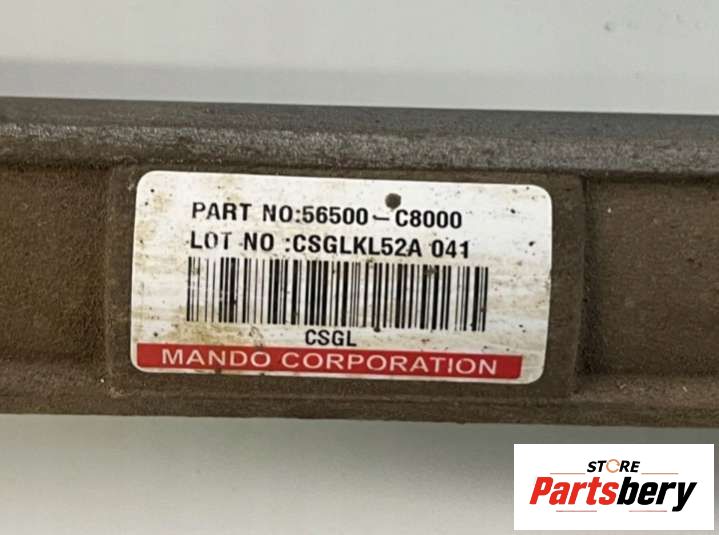 PART NO:56500-C8000
LOT NO :CSGLKL52A 041
CSGL
MANDO CORPORATION
STORE
Partsbery